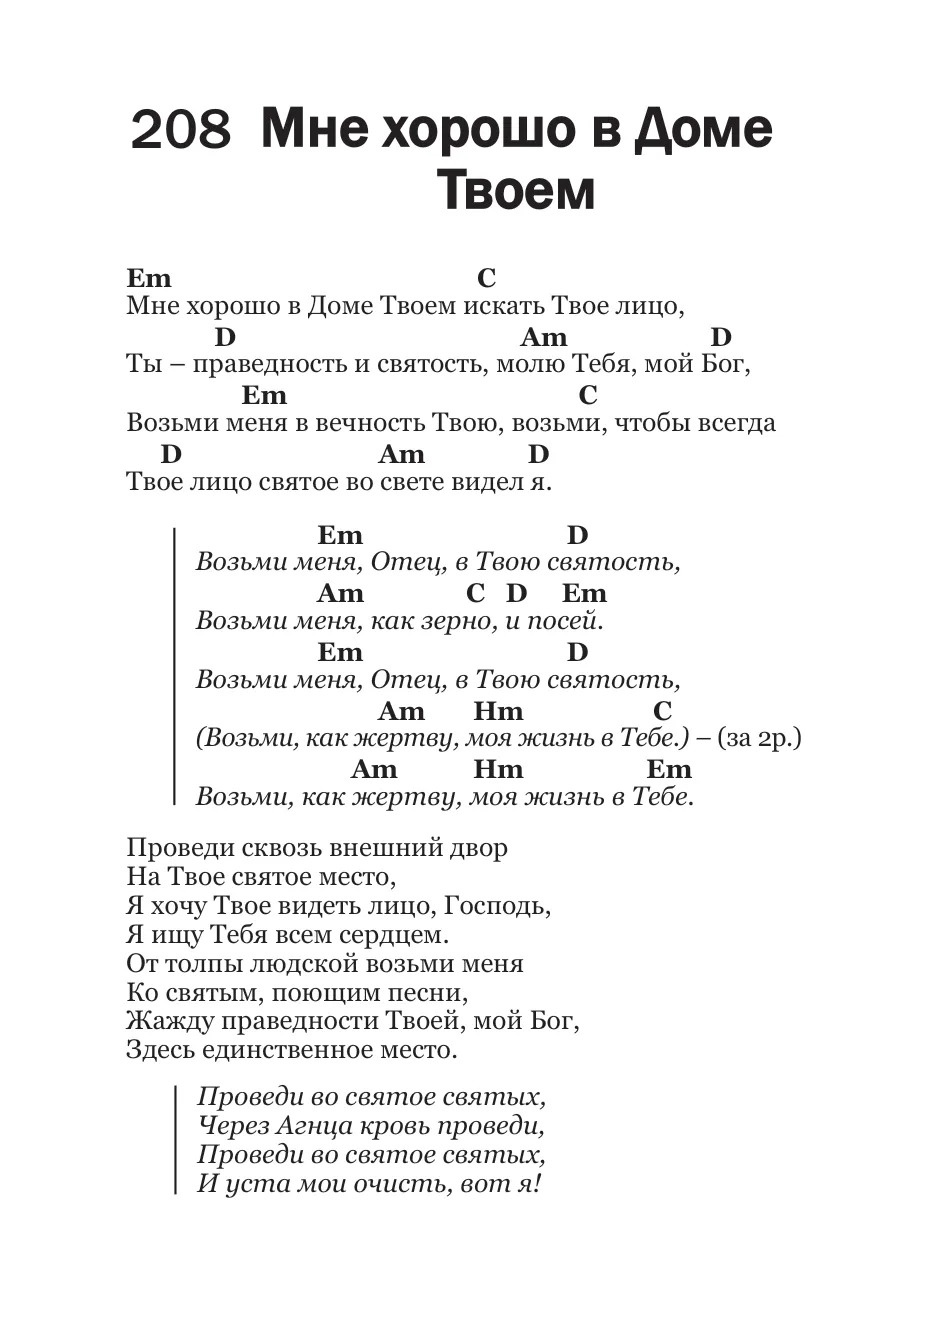 208 Мне хорошо в Доме
Твоем
Em C
Мне хорошо в Доме Твоем искать Твое лицо,
D Am D
Ты – праведность и святость, молю Тебя, мой Бог,
Em C
Возьми меня в вечность Твою, возьми, чтобы всегда
D Am D
Твое лицо святое во свете видел я.
Em D
Возьми меня, Отец, в Твою святость,
Am C D Em
Возьми меня, как зерно, и посей.
Em D
Возьми меня, Отец, в Твою святость,
Am Hm C
(Возьми, как жертву, моя жизнь в Тебе.) – (за 2р.)
Am Hm Em
Возьми, как жертву, моя жизнь в Тебе.
Проведи сквозь внешний двор
На Твое святое место,
Я хочу Твое видеть лицо, Господь,
Я ищу Тебя всем сердцем.
От толпы людской возьми меня
Ко святым, поющим песни,
Жажду праведности Твоей, мой Бог,
Здесь единственное место.
Проведи во святое святых,
Через Агнца кровь проведи,
Проведи во святое святых,
И уста мои очисть, вот я!